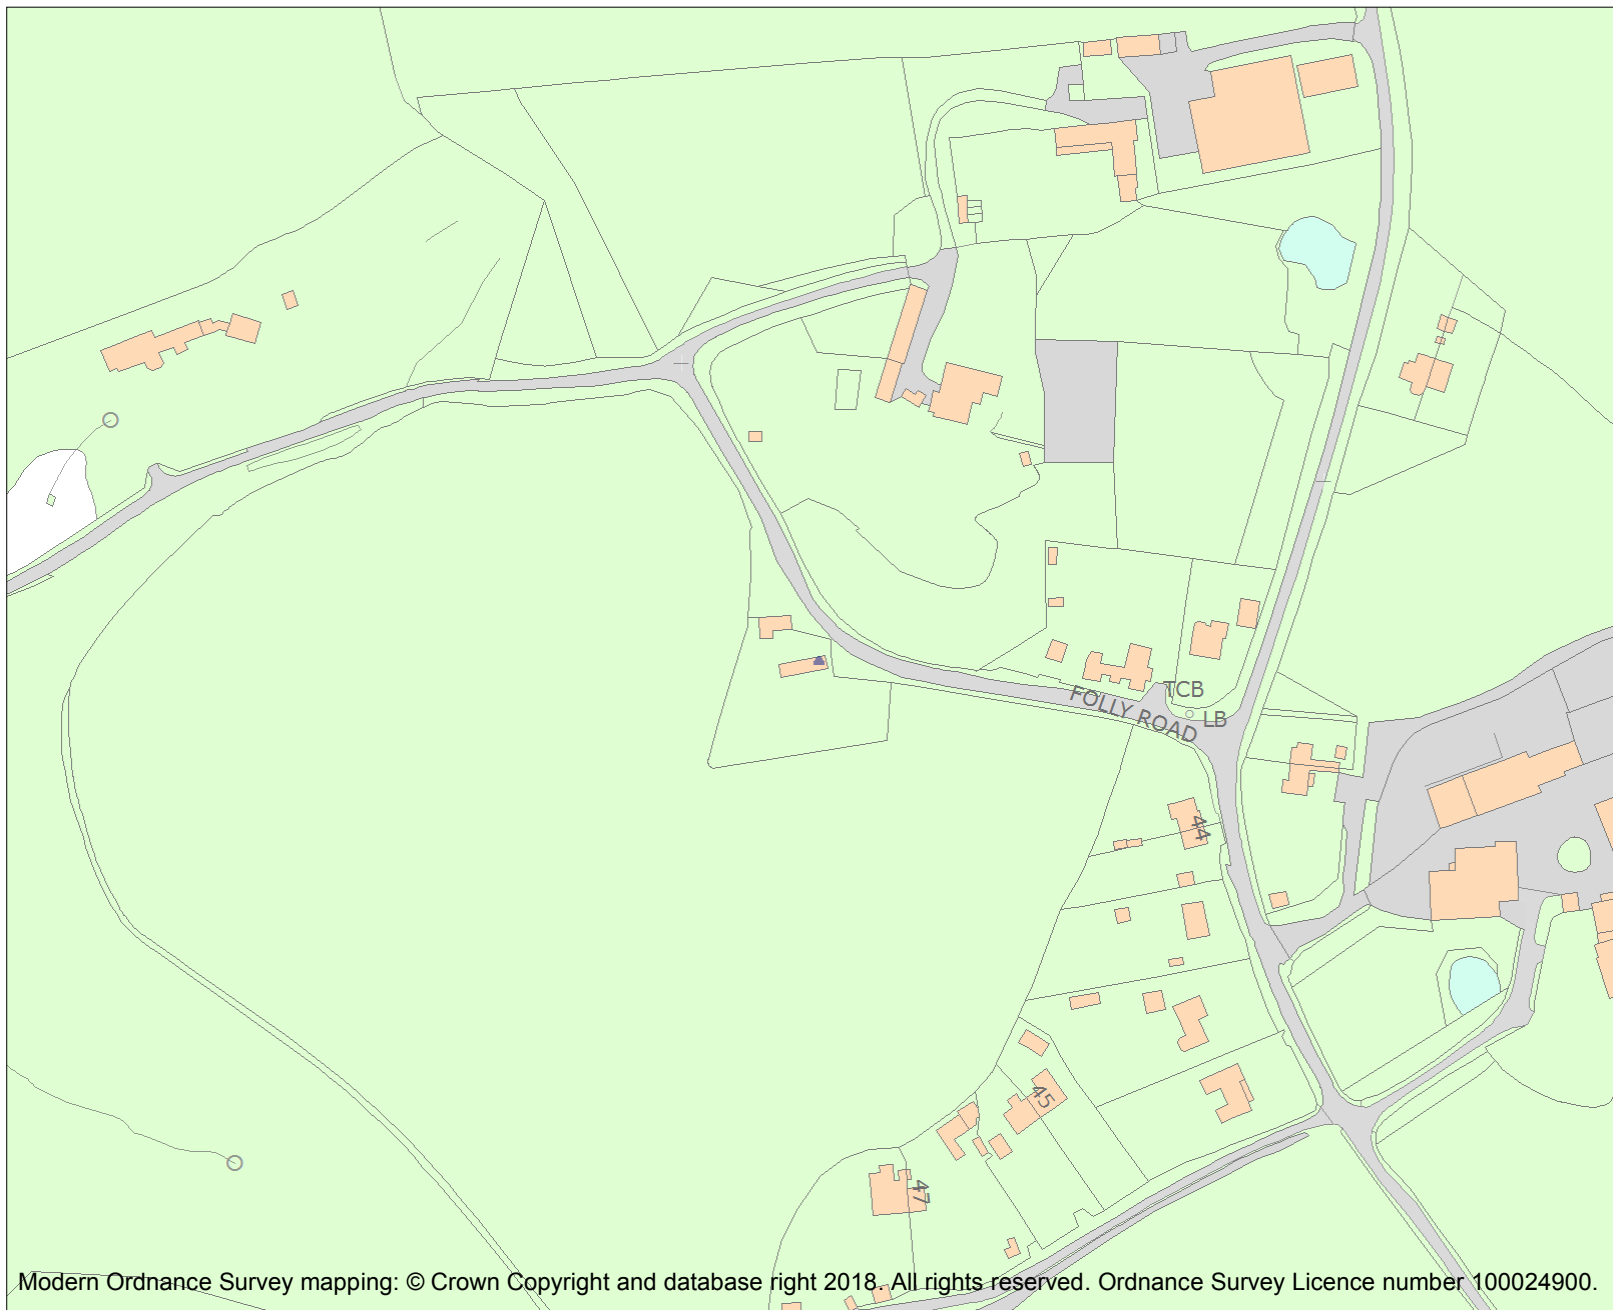 TCB
FOLLY ROAD
LB
44
45
47
Modern Ordnance Survey mapping: © Crown Copyright and database right 2018. All rights reserved. Ordnance Survey Licence number 100024900.